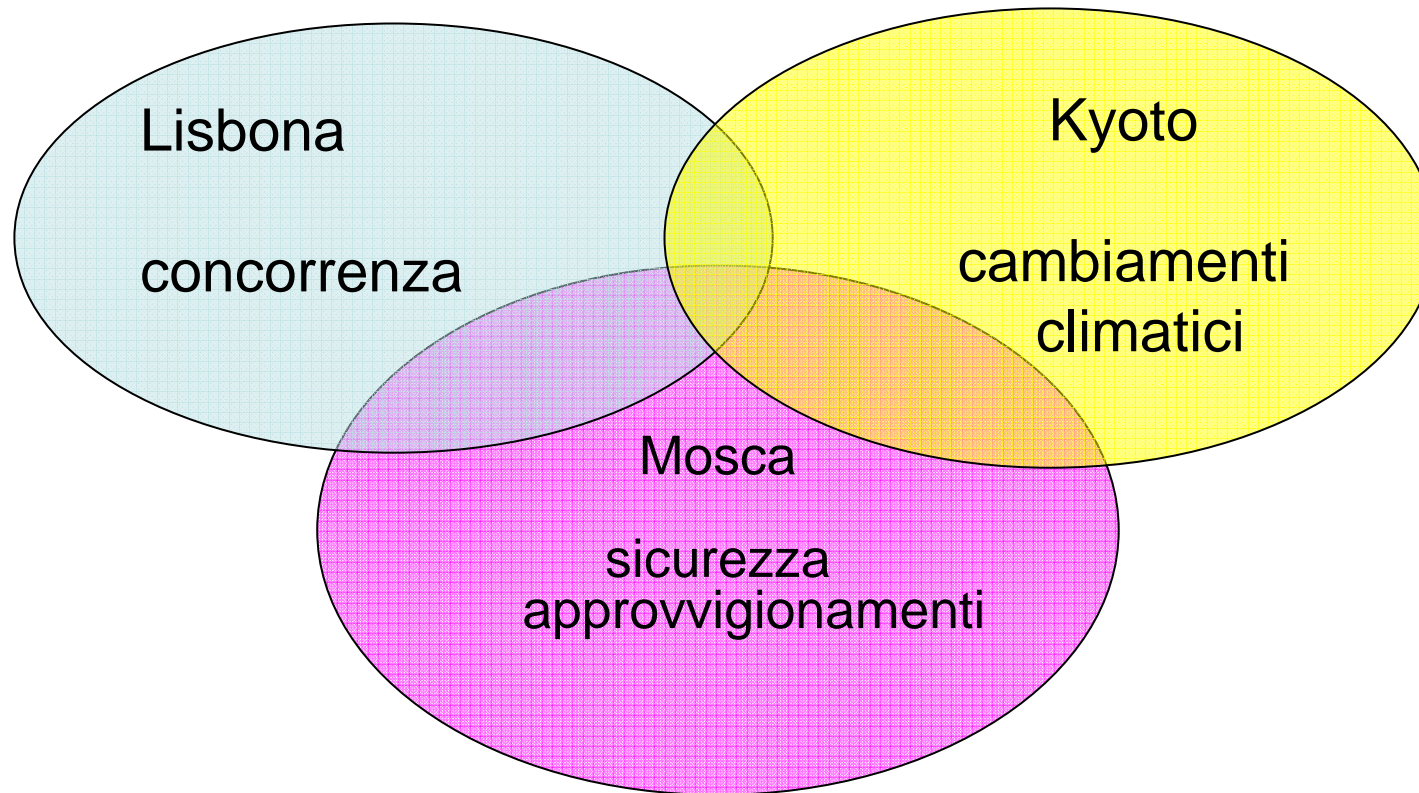 Lisbona
concorrenza
Kyoto
cambiamenti
climatici
Mosca
sicurezza
approvvigionamenti